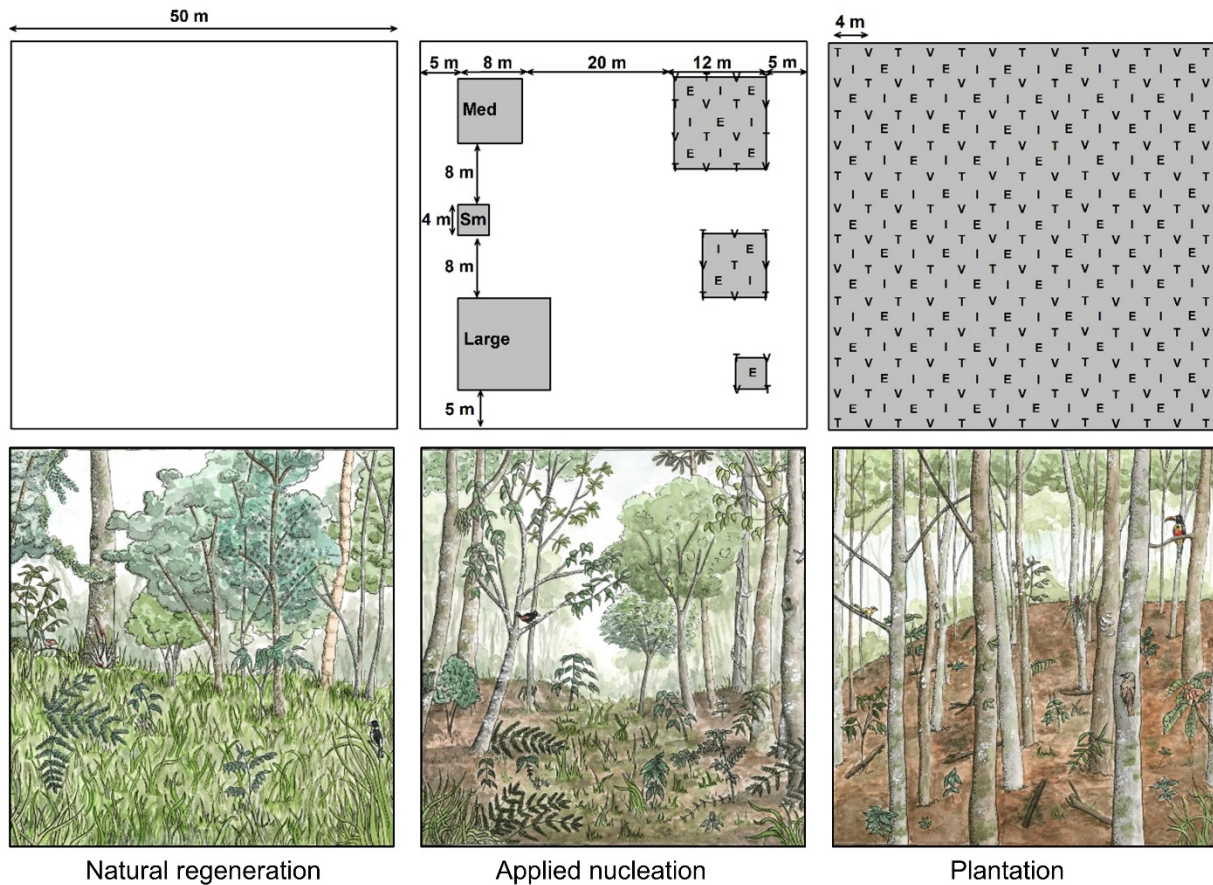 50 m
5 m 8 m 20 m 12 m 5 m
Med
8 m
4 m Sm
8 m
Large
5 m
V T V T
E I E
T V T V
I E I
V T V T
E I E
T V T V
T V T
I E
V T V
E I
T V T
T V
E
V T
4 m
T V T V T V T V T V T V T
I E I E I E I E I E I E
V T V T V T V T V T V T V
E I E I E I E I E I E I
T V T V T V T V T V T V T
I E I E I E I E I E I E
V T V T V T V T V T V T V
E I E I E I E I E I E I
T V T V T V T V T V T V T
I E I E I E I E I E I E
V T V T V T V T V T V T V
E I E I E I E I E I E I
T V T V T V T V T V T V T
I E I E I E I E I E I E
V T V T V T V T V T V T V
E I E I E I E I E I E I
T V T V T V T V T V T V T
I E I E I E I E I E I E
V T V T V T V T V T V T V
E I E I E I E I E I E I
T V T V T V T V T V T V T
I E I E I E I E I E I E
V T V T V T V T V T V T V
E I E I E I E I E I E I
T V T V T V T V T V T V T
Natural regeneration
Applied nucleation
Plantation